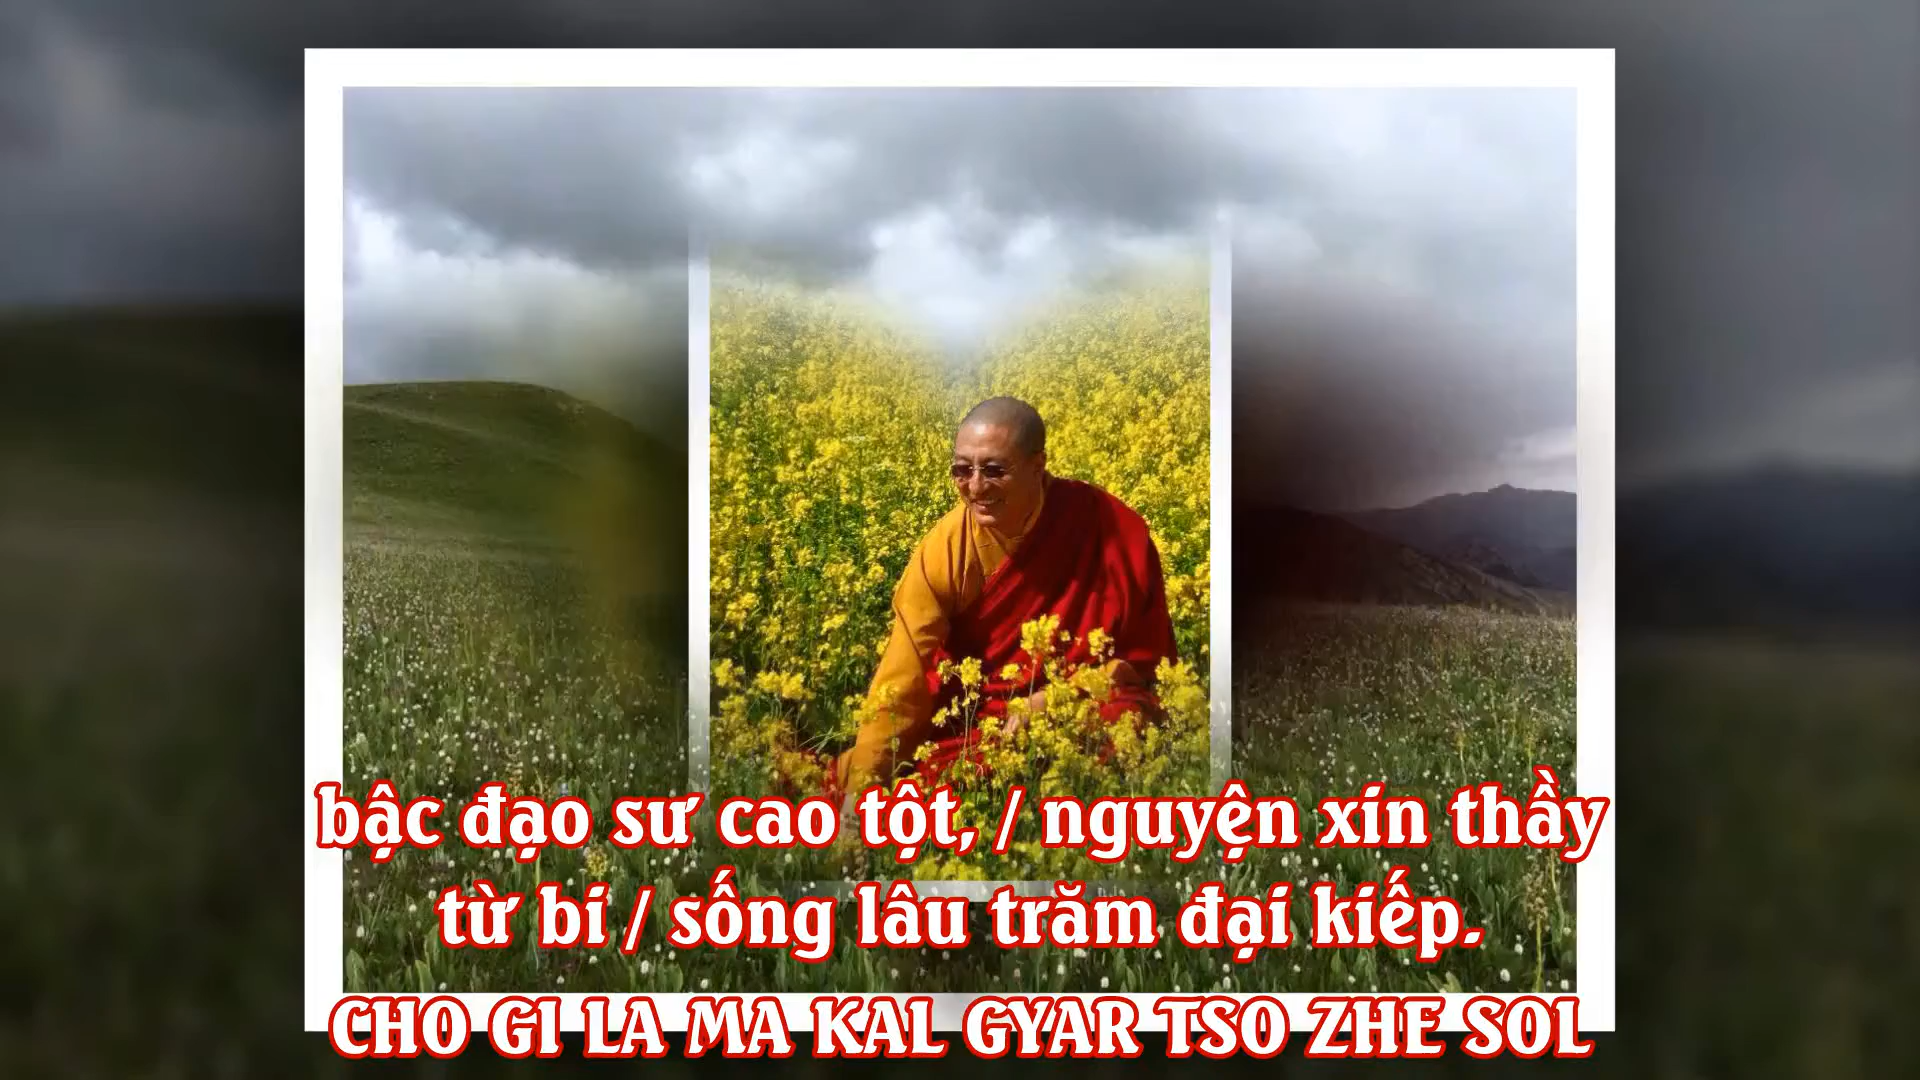 bậc đạo sư cao tột, / nguyện xin thầy
từ bi / sống lâu trăm đại kiếp.
CHO GI LA MA KAL GYAR TSO ZHE SOL